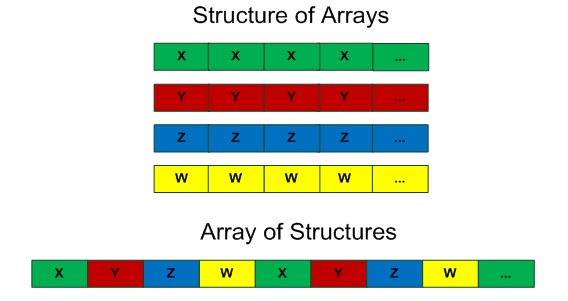 Structure of Arrays
X X X X ...
Y Y Y Y ...
Z Z Z Z ...
W W W W ...
Array of Structures
X Y Z W X Y Z W ...